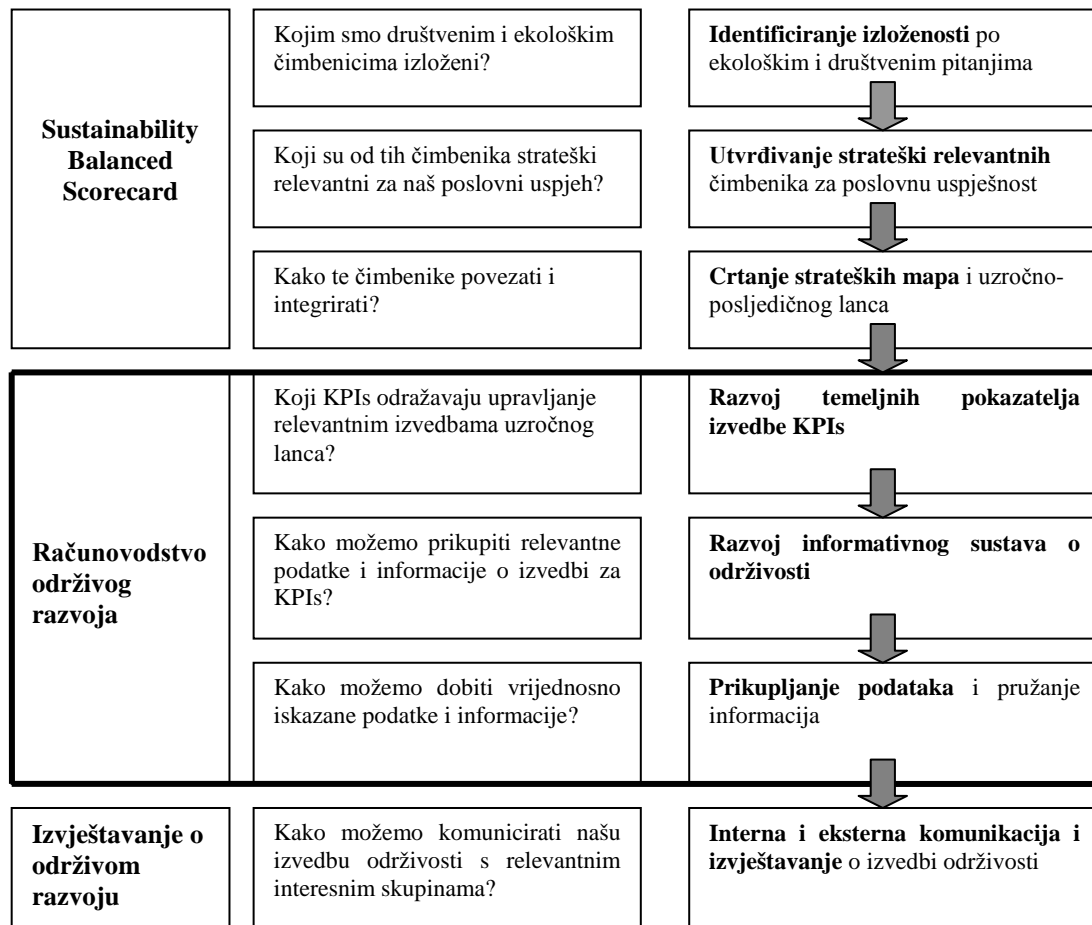 Sustainability
Balanced
Scorecard
Kojim smo društvenim i ekološkim
čimbenicima izloženi?
Identificiranje izloženosti po
ekološkim i društvenim pitanjima
Koji su od tih čimbenika strateški
relevantni za naš poslovni uspjeh?
Utvrđivanje strateški relevantnih
čimbenika za poslovnu uspješnost
Kako te čimbenike povezati i
integrirati?
Crtanje strateških mapa i uzročno-
posljedičnog lanca
Računovodstvo
održivog
razvoja
Koji KPIs odražavaju upravljanje
relevantnim izvedbama uzročnog
lanca?
Razvoj temeljnih pokazatelja
izvedbe KPIs
Kako možemo prikupiti relevantne
podatke i informacije o izvedbi za
KPIs?
Razvoj informativnog sustava o
održivosti
Kako možemo dobiti vrijednosno
iskazane podatke i informacije?
Prikupljanje podataka i pružanje
informacija
Izvještavanje o
održivom
razvoju
Kako možemo komunicirati našu
izvedbu održivosti s relevantnim
interesnim skupinama?
Interna i eksterna komunikacija i
izvještavanje o izvedbi održivosti